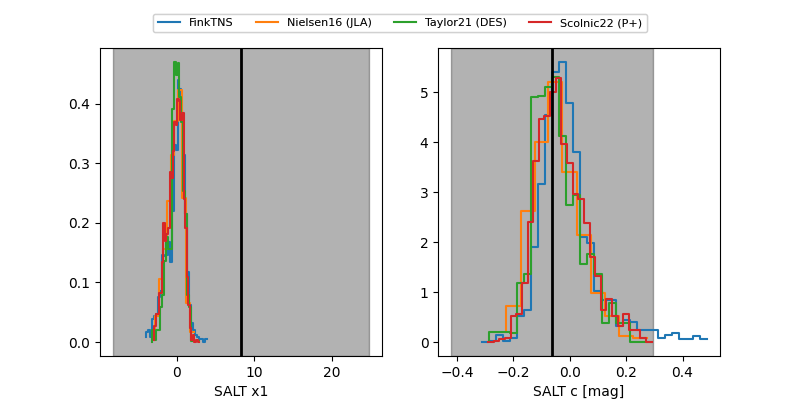 FinkTNS Nielsen16 (JLA) Taylor21 (DES) Scolnic22 (P+)
0.4
0.3
0.2
0.1
0.0
0 10 20
SALT x1
5
4
3
2
1
0
−0.4 −0.2 0.0 0.2 0.4
SALT c [mag]